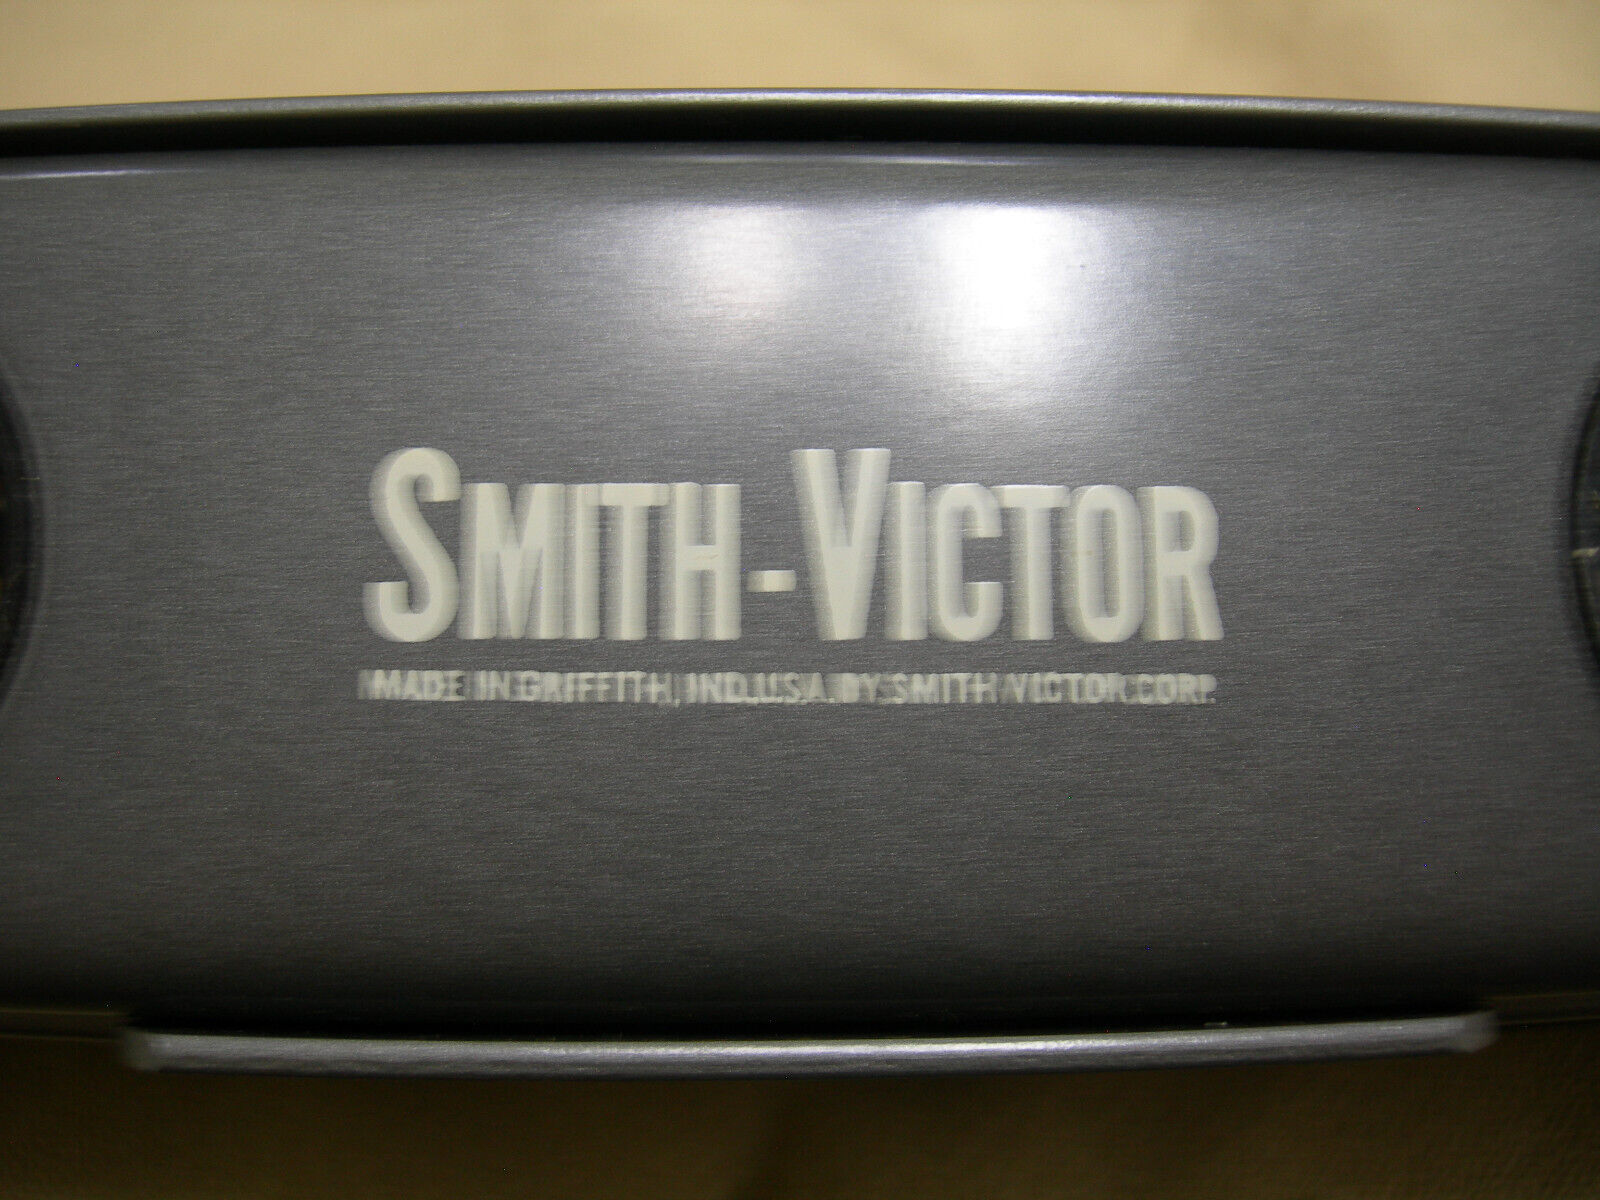 SMITH-VICTOR
MADE IN GRIFFITH, IND., U.S.A. BY SMITH VICTOR CORP.